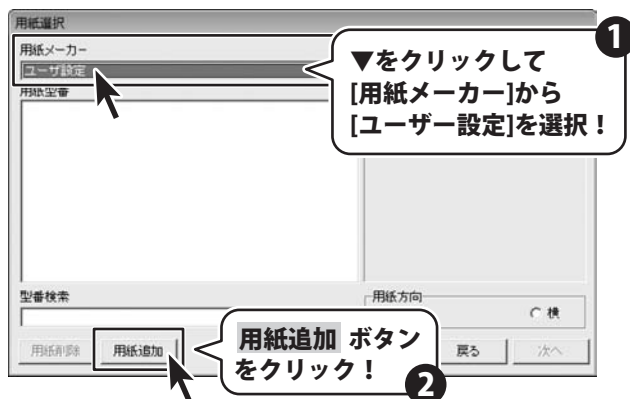 用紙選択
用紙メーカー
ユーザ設定
用紙型番
1
▼をクリックして
[用紙メーカー]から
[ユーザー設定]を選択！
型番検索
用紙方向
横
用紙削除
用紙追加
用紙追加 ボタン
をクリック！
2
戻る
次へ